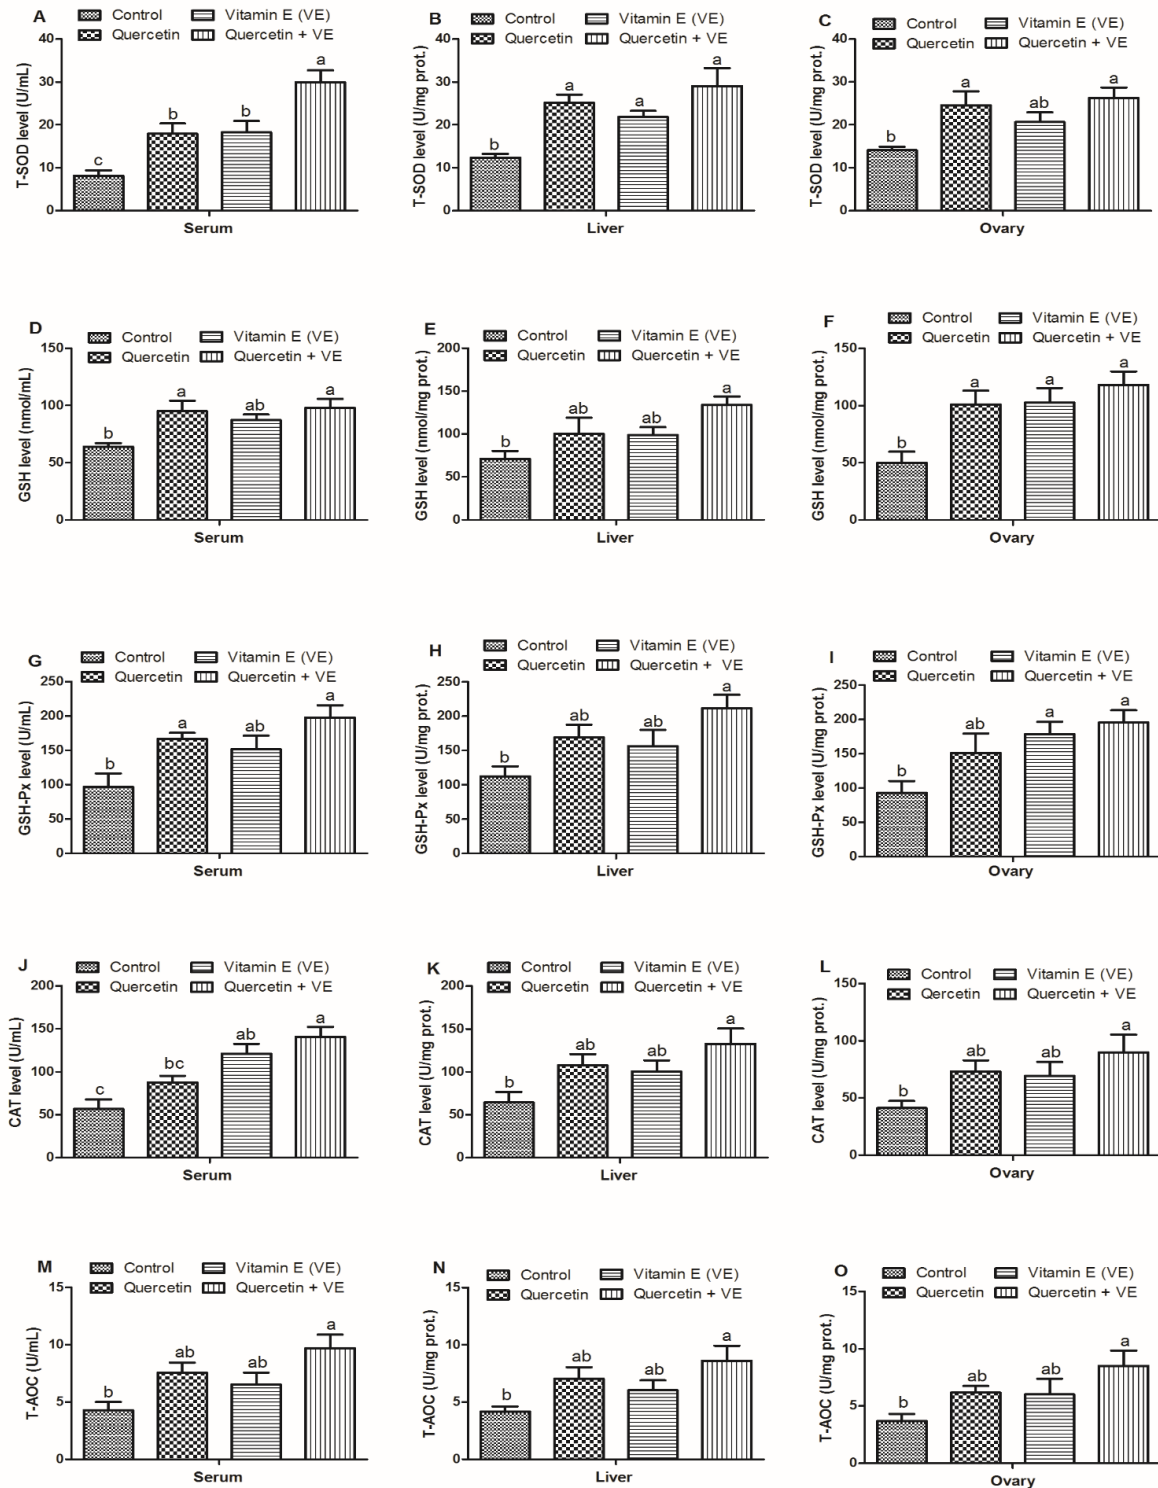 A Control Vitamin E (VE)
Quercetin Quercetin + VE
T-SOD level (U/mL)
40
30
20
10
0
c b b a
Serum
B Control Vitamin E (VE)
Quercetin Quercetin + VE
T-SOD level (U/mg prot.)
40
30
20
10
0
b a a a
Liver
C Control Vitamin E (VE)
Quercetin Quercetin + VE
T-SOD level (U/mg prot.)
40
30
20
10
0
b a ab a
Ovary
D Control Vitamin E (VE)
Quercetin Quercetin + VE
GSH level (nmol/mL)
150
100
50
0
b a ab a
Serum
E Control Vitamin E (VE)
Quercetin Quercetin + VE
GSH level (nmol/mg prot.)
200
150
100
50
0
b ab ab a
Liver
F Control Vitamin E (VE)
Quercetin Quercetin + VE
GSH level (nmol/mg prot.)
150
100
50
0
b a a a
Ovary
G Control Vitamin E (VE)
Quercetin Quercetin + VE
GSH-Px level (U/mL)
250
200
150
100
50
0
b a ab a
Serum
H Control Vitamin E (VE)
Quercetin Quercetin + VE
GSH-Px level (U/mg prot.)
250
200
150
100
50
0
b ab ab a
Liver
I Control Vitamin E (VE)
Quercetin Quercetin + VE
GSH-Px level (U/mg prot.)
250
200
150
100
50
0
b ab a a
Ovary
J Control Vitamin E (VE)
Quercetin Quercetin + VE
CAT level (U/mL)
200
150
100
50
0
c bc ab a
Serum
K Control Vitamin E (VE)
Quercetin Quercetin + VE
CAT level (U/mg prot.)
200
150
100
50
0
b ab ab a
Liver
L Control Vitamin E (VE)
Qercetin Quercetin + VE
CAT level (U/mg prot.)
150
100
50
0
b ab ab a
Ovary
M Control Vitamin E (VE)
Quercetin Quercetin + VE
T-AOC (U/mL)
15
10
5
0
b ab ab a
Serum
N Control Vitamin E (VE)
Quercetin Quercetin + VE
T-AOC (U/mg prot.)
15
10
5
0
b ab ab a
Liver
O Control Vitamin E (VE)
Quercetin Quercetin + VE
T-AOC (U/mg prot.)
15
10
5
0
b ab ab a
Ovary